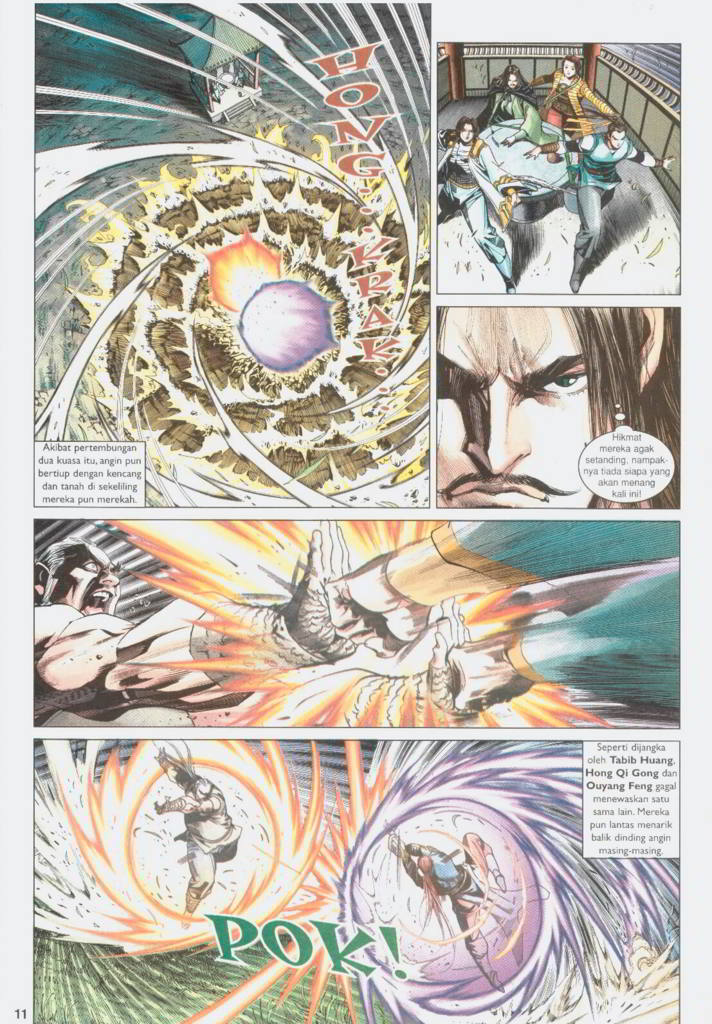 HONG... KRAK...
Akibat pertembungan
dua kuasa itu, angin pun
bertiup dengan kencang
dan tanah di sekeliling
mereka pun merekah.
Hikmat
mereka agak
setanding, nampak-
nya tiada siapa yang
akan menang
kali ini!
Seperti dijangka
oleh Tabib Huang,
Hong Qi Gong dan
Ouyang Feng gagal
menewaskan satu
sama lain. Mereka
pun lantas menarik
balik dinding angin
masing-masing.
POK!
11